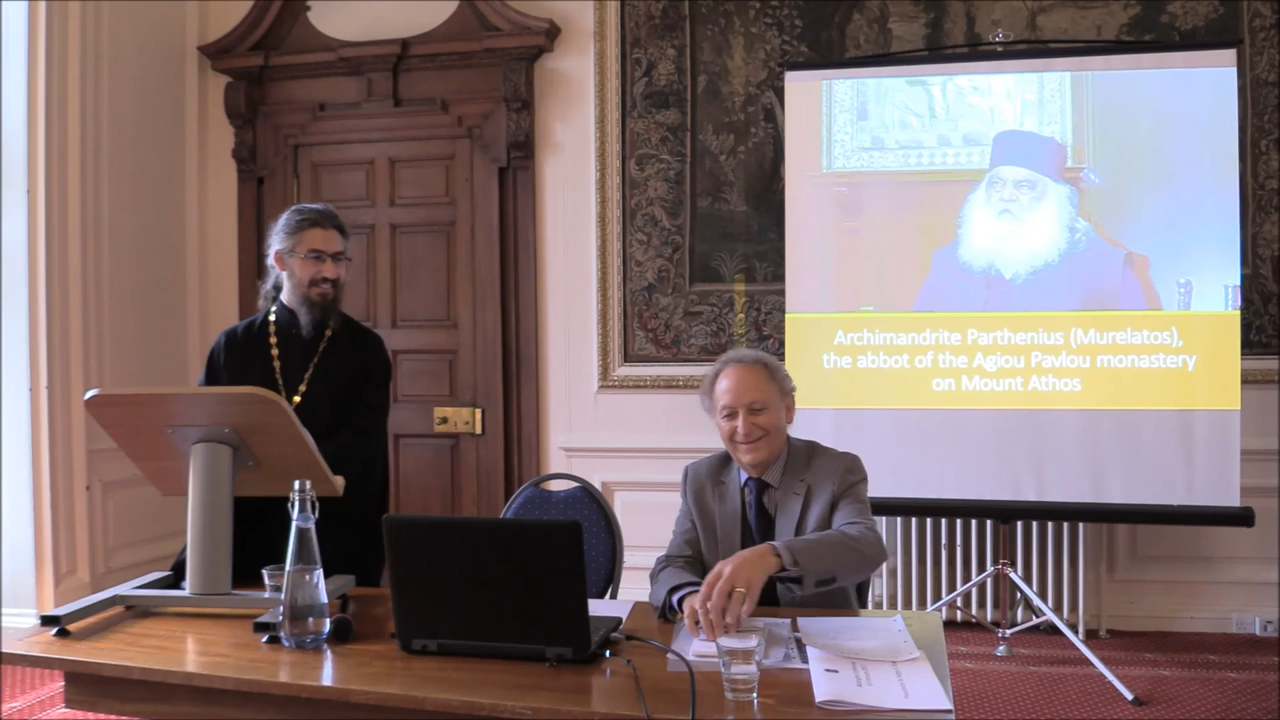 Archimandrite Parthenius (Murelatos),
the abbot of the Agiou Pavlou monastery
on Mount Athos